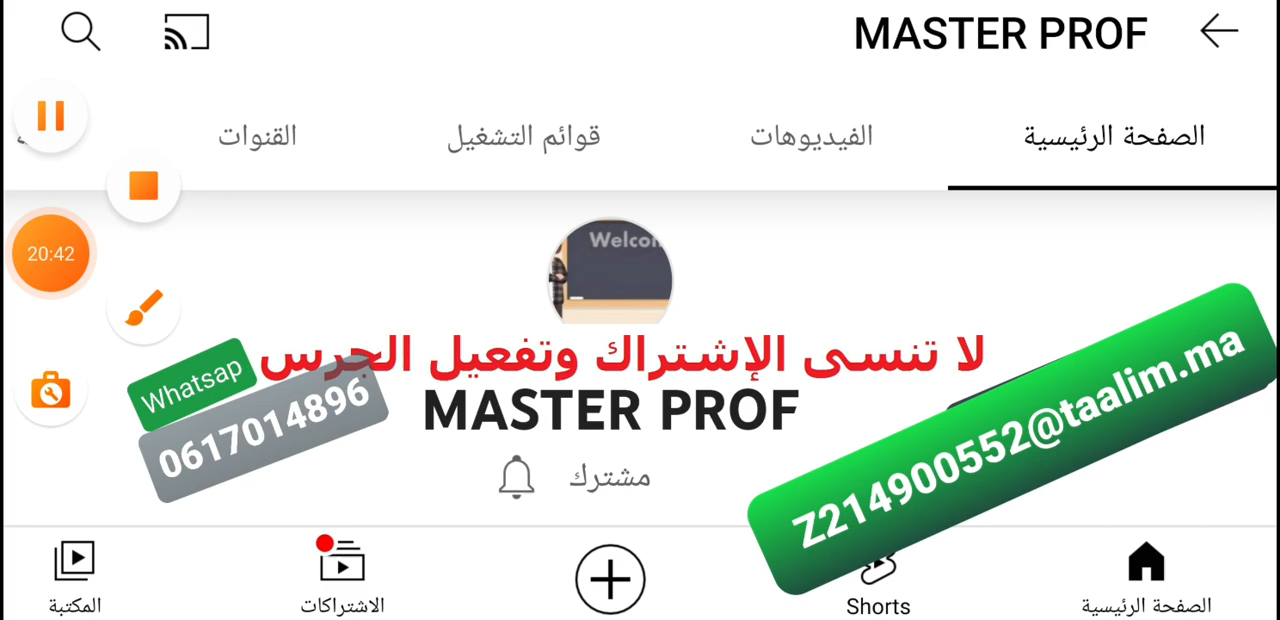 MASTER PROF
الصفحة الرئيسية
الفيديوهات
قوائم التشغيل
القنوات
20:42
Welcom
لا تنسى الإشتراك وتفعيل الجرس
MASTER PROF
مشترك
Whatsap
0617014896
Z214900552@taalim.ma
الصفحة الرئيسية
Shorts
الاشتراكات
المكتبة